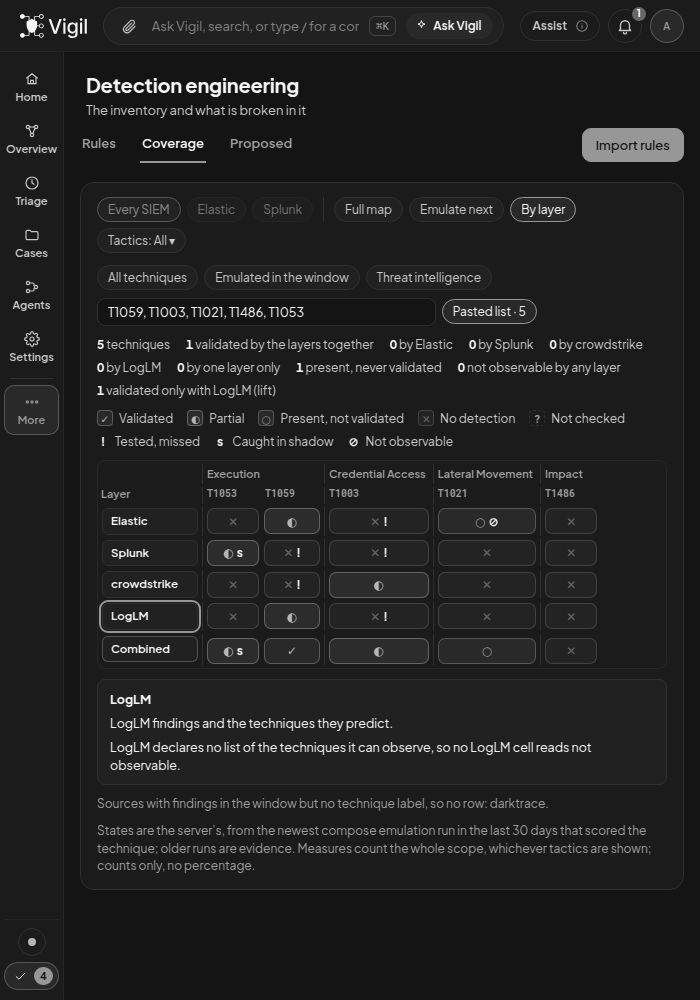 Vigil
Ask Vigil, search, or type / for a cor
⌘K
Ask Vigil
Assist
1
A
Home
Overview
Triage
Cases
Agents
Settings
More
4
Detection engineering
The inventory and what is broken in it
Rules Coverage Proposed
Import rules
Every SIEM Elastic Splunk Full map Emulate next By layer
Tactics: All ▾
All techniques Emulated in the window Threat intelligence
T1059, T1003, T1021, T1486, T1053 Pasted list · 5
5 techniques 1 validated by the layers together 0 by Elastic 0 by Splunk 0 by crowdstrike
0 by LogLM 0 by one layer only 1 present, never validated 0 not observable by any layer
1 validated only with LogLM (lift)
✓ Validated ◐ Partial ○ Present, not validated × No detection ? Not checked
! Tested, missed s Caught in shadow ⊘ Not observable
Execution Credential Access Lateral Movement Impact
Layer T1053 T1059 T1003 T1021 T1486
Elastic × ◐ × ! ○ ⊘ ×
Splunk ◐ s × ! × ! × ×
crowdstrike × × ! ◐ × ×
LogLM × ◐ × ! × ×
Combined ◐ s ✓ ◐ ○ ×
LogLM
LogLM findings and the techniques they predict.
LogLM declares no list of the techniques it can observe, so no LogLM cell reads not
observable.
Sources with findings in the window but no technique label, so no row: darktrace.
States are the server's, from the newest compose emulation run in the last 30 days that scored the
technique; older runs are evidence. Measures count the whole scope, whichever tactics are shown;
counts only, no percentage.